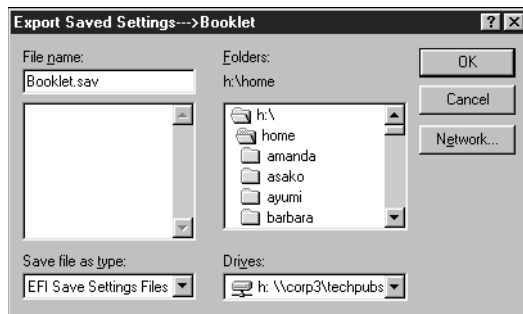 Export Saved Settings--->Booklet
File name:
Booklet.sav
Folders:
h:\home
h:\
home
amanda
asako
ayumi
barbara
OK
Cancel
Network...
Save file as type:
EFI Save Settings Files
Drives:
h: \\corp3\techpubs